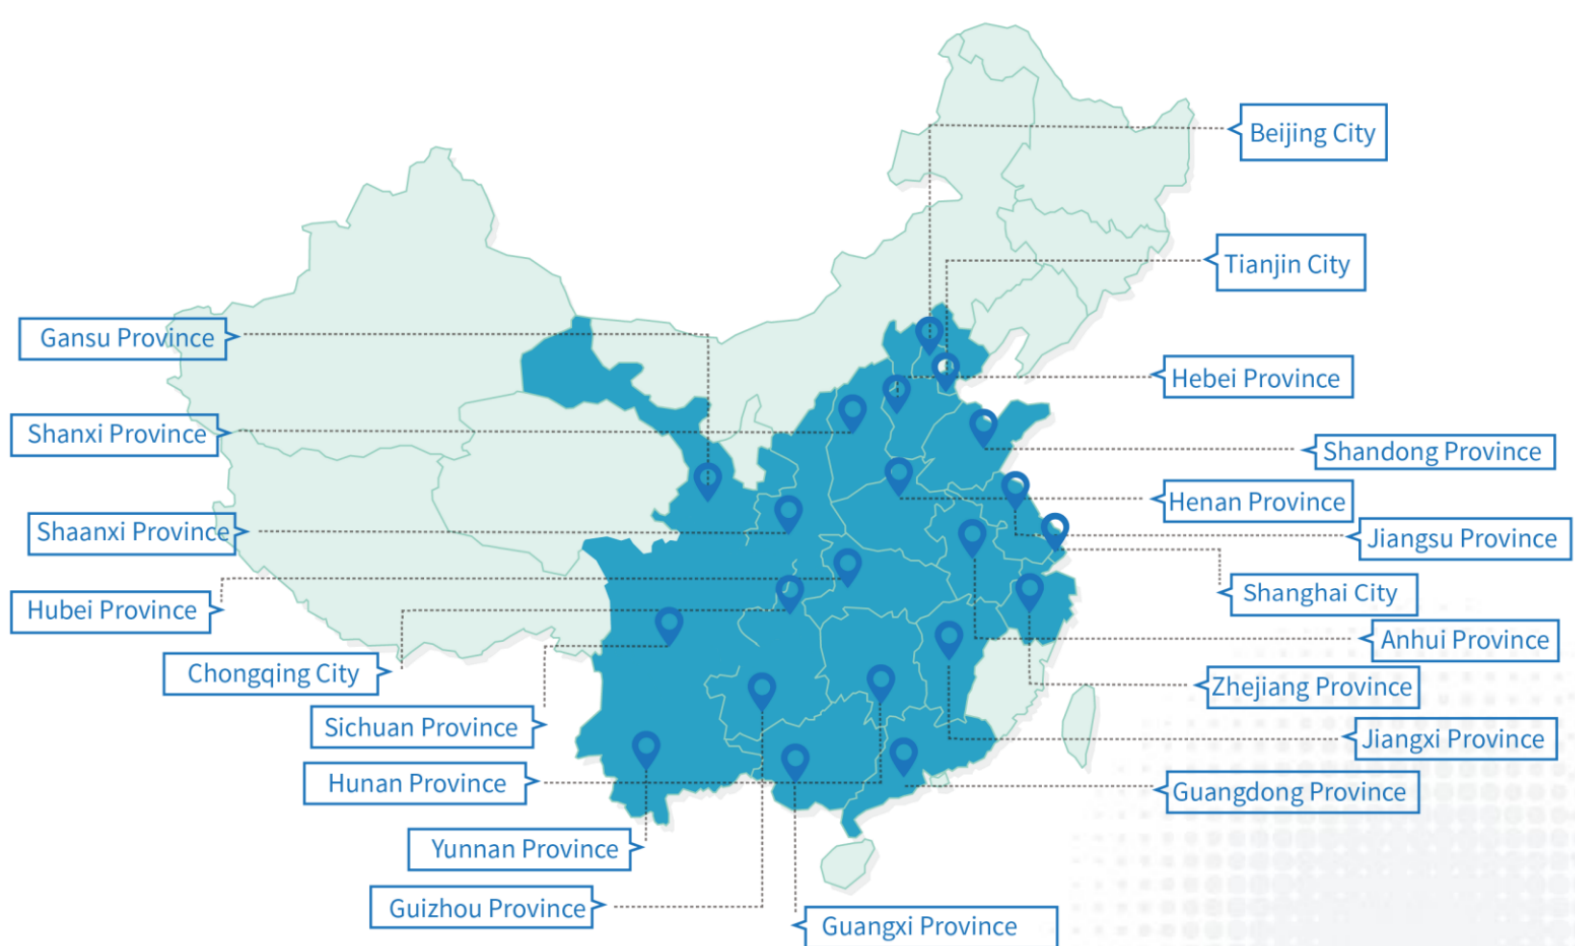 Beijing City
Tianjin City
Gansu Province
Hebei Province
Shanxi Province
Shandong Province
Henan Province
Shaanxi Province
Jiangsu Province
Shanghai City
Hubei Province
Anhui Province
Chongqing City
Zhejiang Province
Sichuan Province
Jiangxi Province
Hunan Province
Guangdong Province
Yunnan Province
Guizhou Province
Guangxi Province